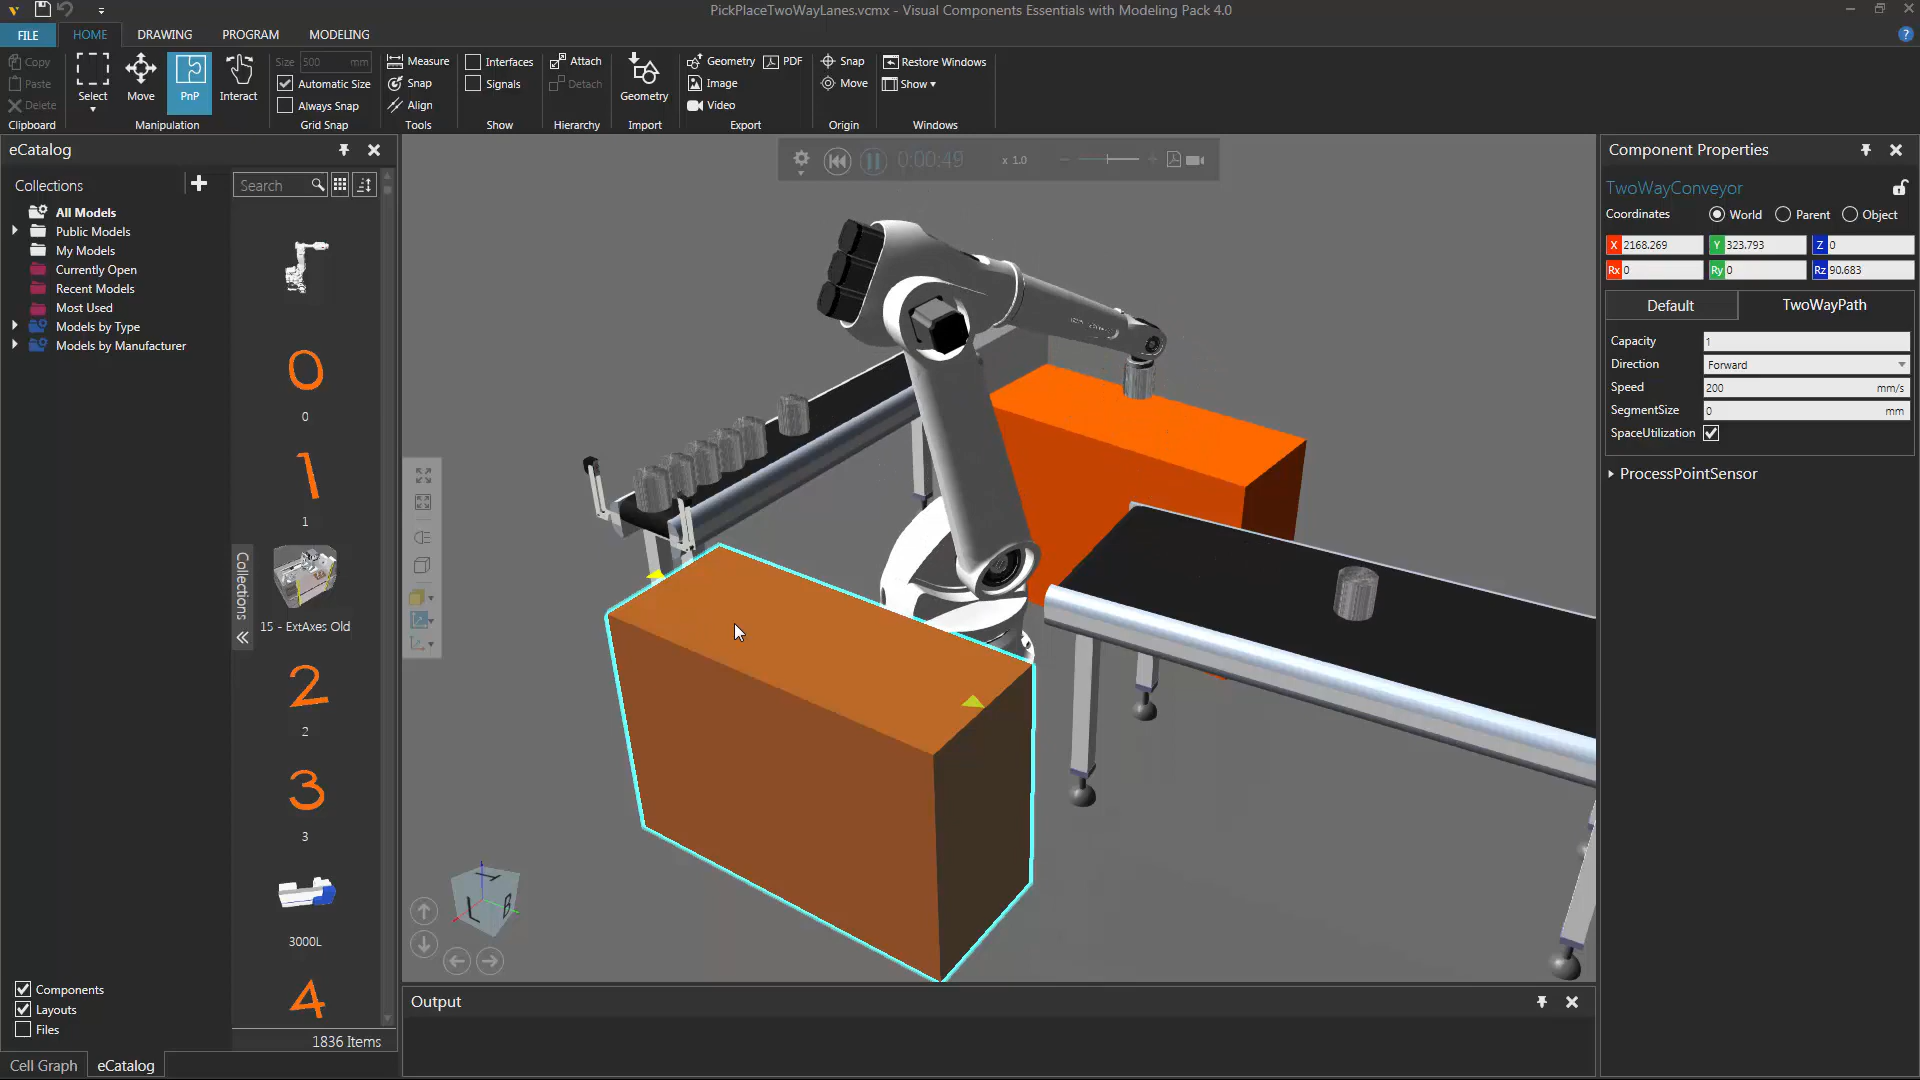 PickPlaceTwoWayLanes.vcmx - Visual Components Essentials with Modeling Pack 4.0
FILE HOME DRAWING PROGRAM MODELING
Copy
Paste
Delete
Clipboard
Select
Move
PnP
Interact
Manipulation
Size 500 mm
Automatic Size
Always Snap
Grid Snap
Measure
Snap
Align
Tools
Interfaces
Signals
Show
Attach
Detach
Hierarchy
Geometry
Import
Geometry PDF
Image
Video
Export
Snap
Move
Origin
Restore Windows
Show
Windows
eCatalog
Collections
All Models
Public Models
My Models
Currently Open
Recent Models
Most Used
Models by Type
Models by Manufacturer
Components
Layouts
Files
Search
0
0
1
1
15 - ExtAxes Old
2
2
3
3
3000L
4
Collections
1836 Items
Cell Graph eCatalog
0:00:49 x 1.0
L B
Output
Component Properties
TwoWayConveyor
Coordinates World Parent Object
X 2168.269 Y 323.793 Z 0
Rx 0 Ry 0 Rz 90.683
Default TwoWayPath
Capacity 1
Direction Forward
Speed 200 mm/s
SegmentSize 0 mm
SpaceUtilization
ProcessPointSensor